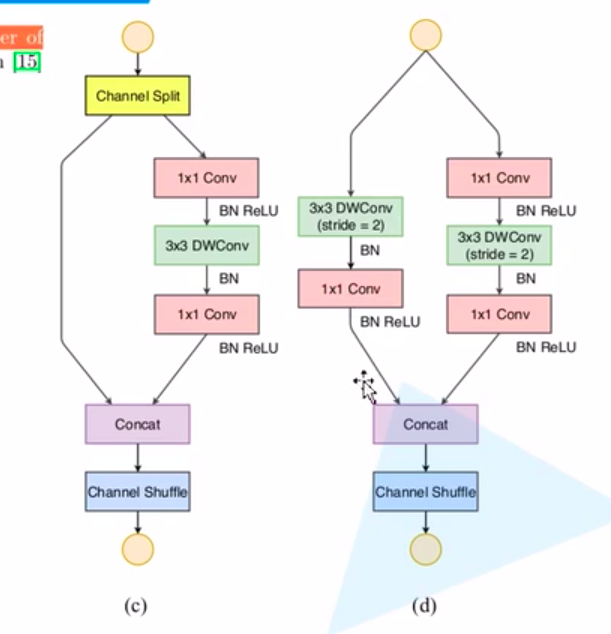 er of
[15]
Channel Split
1x1 Conv
BN ReLU
3x3 DWConv
BN
1x1 Conv
BN ReLU
Concat
Channel Shuffle
(c)
3x3 DWConv
(stride = 2)
BN
1x1 Conv
BN ReLU
1x1 Conv
BN ReLU
3x3 DWConv
(stride = 2)
BN
1x1 Conv
BN ReLU
Concat
Channel Shuffle
(d)